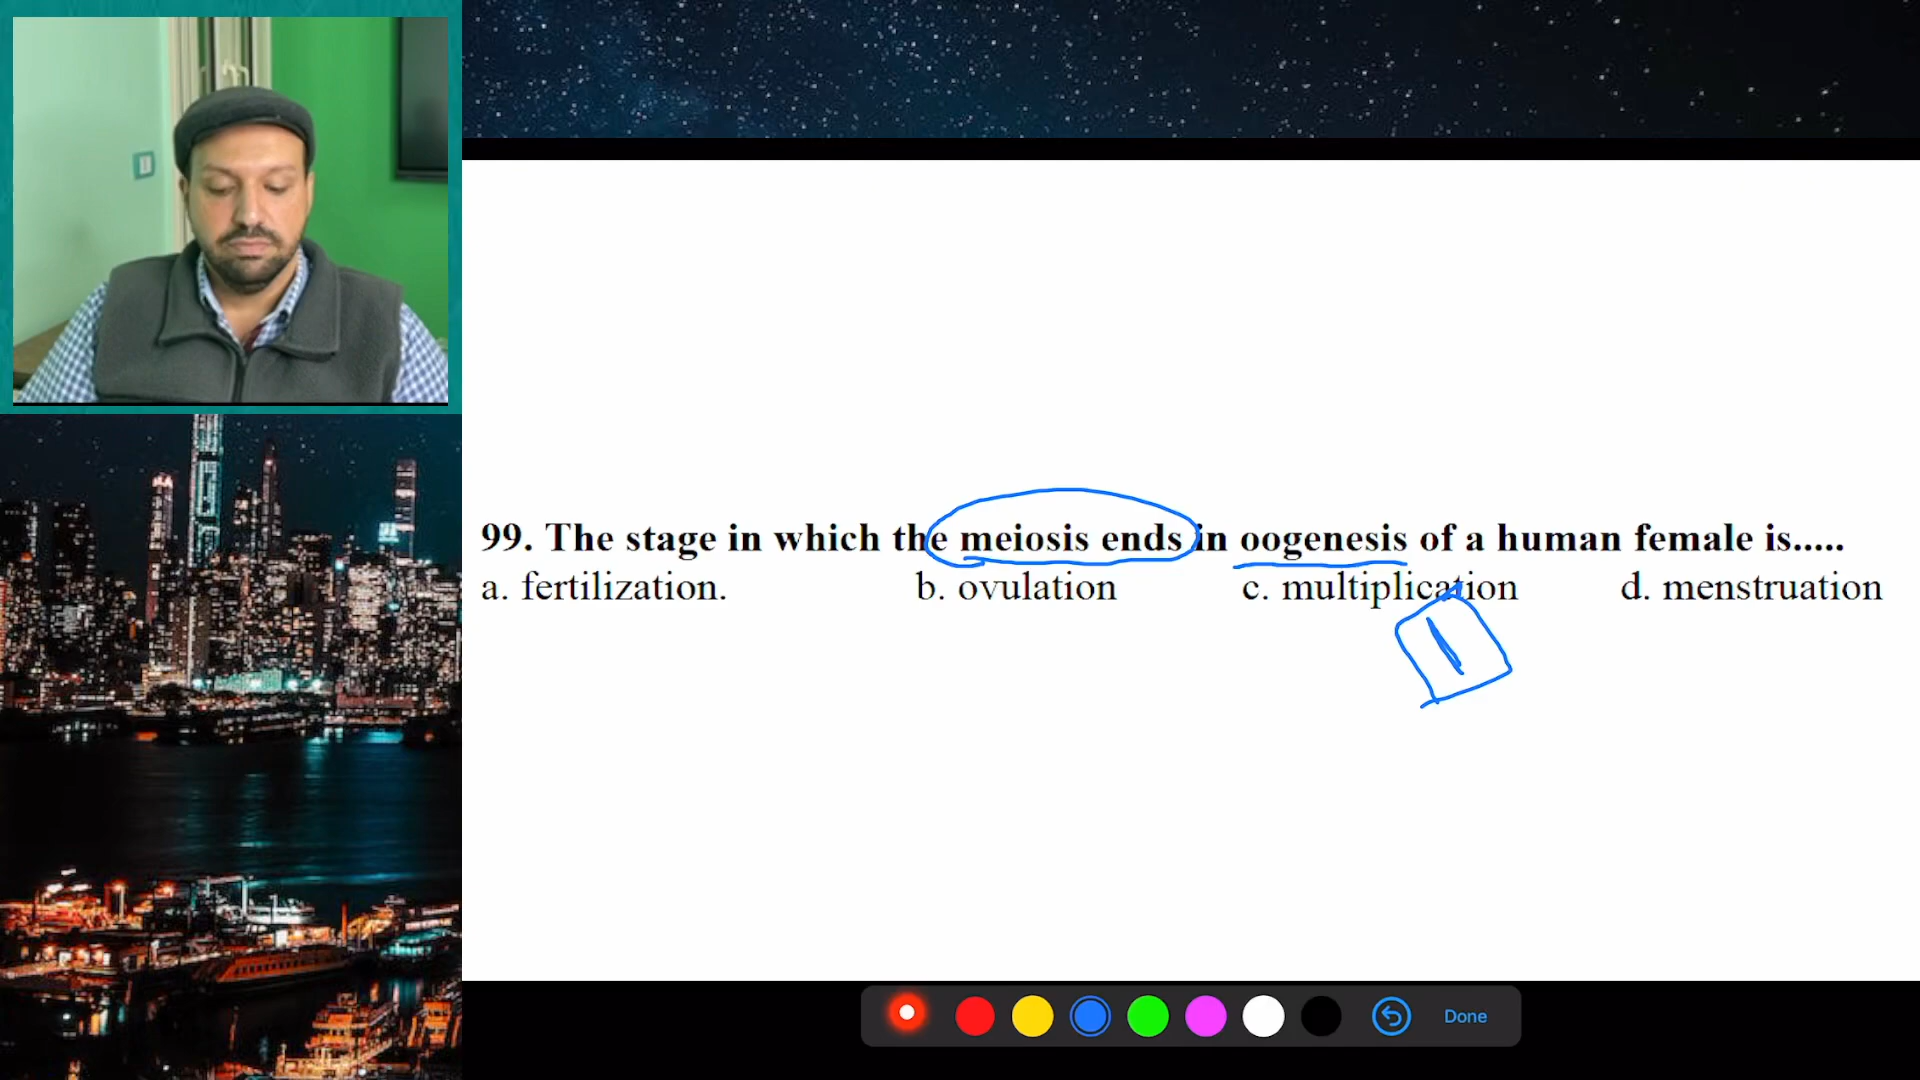 99. The stage in which the meiosis ends in oogenesis of a human female is.....
a. fertilization. b. ovulation c. multiplication d. menstruation
Done